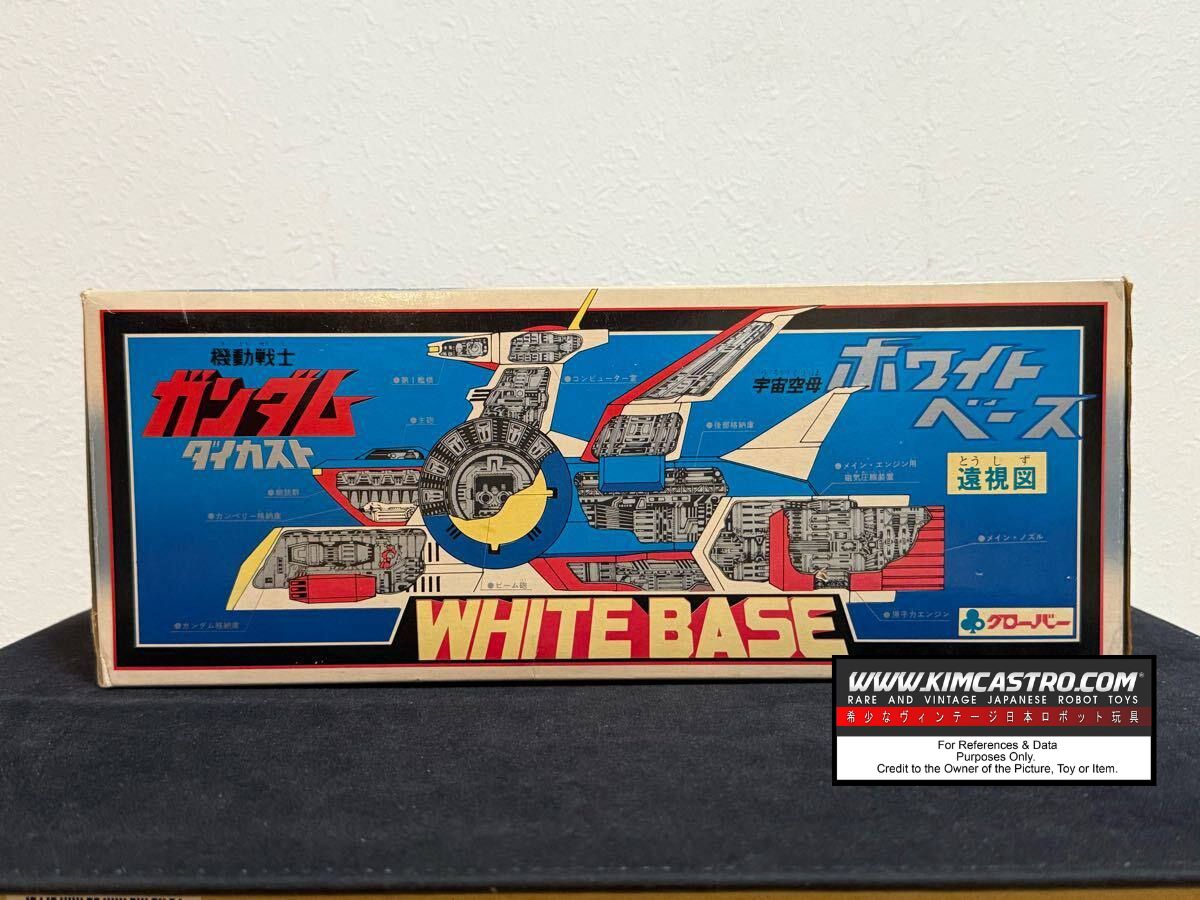 機動戦士
ガンダム
ダイカスト
宇宙空母
ホワイト
ベース
とうしず
遠視図
●第1艦橋
●コンピューター室
●主砲
●後部格納庫
●メイン・エンジン用
磁気圧縮装置
●ガンペリー格納庫
●メイン・ノズル
●ビーム砲
●原子力エンジン
●ガンダム格納庫
WHITE BASE
クローバー
WWW.KIMCASTRO.COM®
RARE AND VINTAGE JAPANESE ROBOT TOYS
希少なヴィンテージ日本ロボット玩具
For References & Data
Purposes Only.
Credit to the Owner of the Picture, Toy or Item.